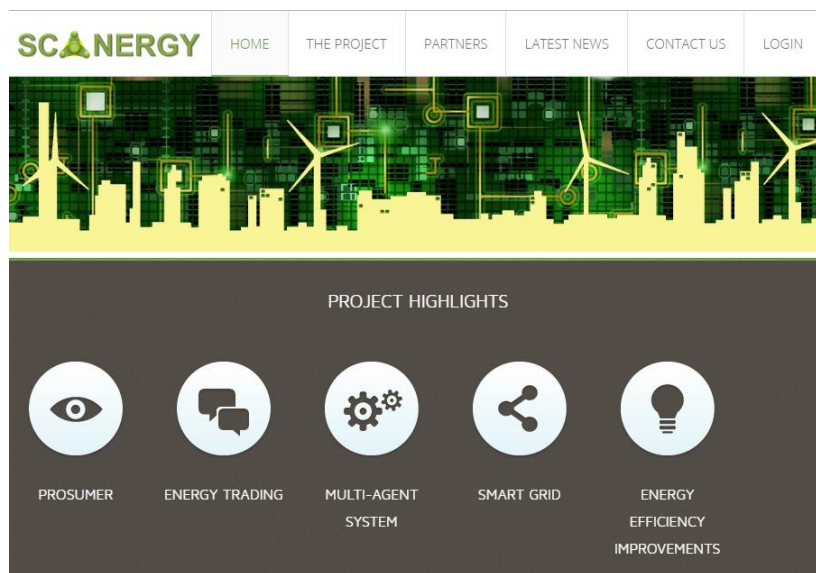 SCANERGY
HOME
THE PROJECT
PARTNERS
LATEST NEWS
CONTACT US
LOGIN
PROJECT HIGHLIGHTS
PROSUMER
ENERGY TRADING
MULTI-AGENT
SYSTEM
SMART GRID
ENERGY
EFFICIENCY
IMPROVEMENTS